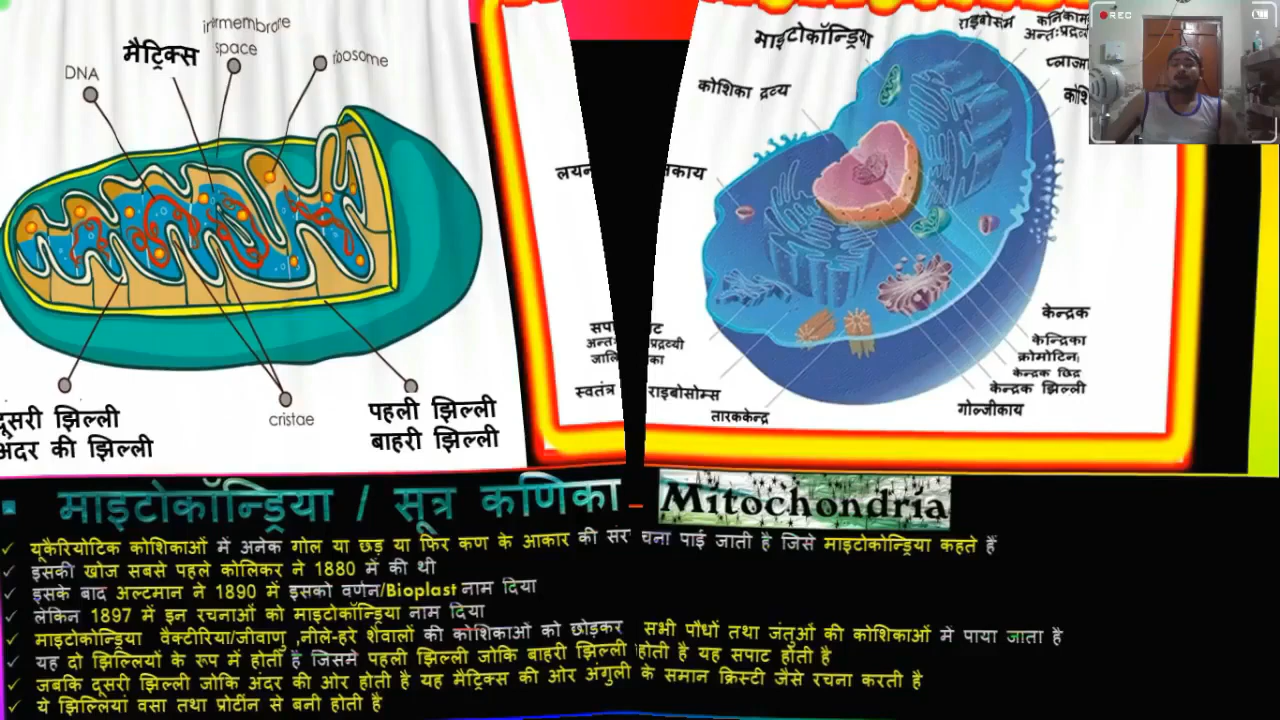 intermembrane
space
मैट्रिक्स
ribosome
DNA
दूसरी झिल्ली
अंदर की झिल्ली
cristae
पहली झिल्ली
बाहरी झिल्ली
माइटोकॉन्ड्रिया
राइबोसोम
कोशिका द्रव्य
काय
केन्द्रक
केन्द्रिका
क्रोमोटिन
केन्द्रक छिद्र
केन्द्रक झिल्ली
गोल्जीकाय
स्वतंत्र राइबोसोम्स
तारककेन्द्र
REC
माइटोकॉन्ड्रिया / सूत्र कणिका – Mitochondria
यूकैरियोटिक कोशिकाओं में अनेक गोल या छड़ या फिर कण के आकार की संरचना पाई जाती है जिसे माइटोकोन्ड्रिया कहते हैं
इसकी खोज सबसे पहले कोलिकर ने 1880 में की थी
इसके बाद अल्टमान ने 1890 में इसको वर्णन/Bioplast नाम दिया
लेकिन 1897 में इन रचनाओं को माइटोकॉन्ड्रिया नाम दिया
माइटोकोन्ड्रिया वैक्टीरिया/जीवाणु ,नीले-हरे शैवालों की कोशिकाओं को छोड़कर सभी पौधों तथा जंतुओं की कोशिकाओं में पाया जाता है
यह दो झिल्लियों के रूप में होती है जिसमे पहली झिल्ली जोकि बाहरी झिल्ली होती है यह सपाट होती है
जबकि दूसरी झिल्ली जोकि अंदर की ओर होती है यह मैट्रिक्स की ओर अंगुली के समान क्रिस्टी जैसे रचना करती है
ये झिल्लियां वसा तथा प्रोटीन से बनी होती है